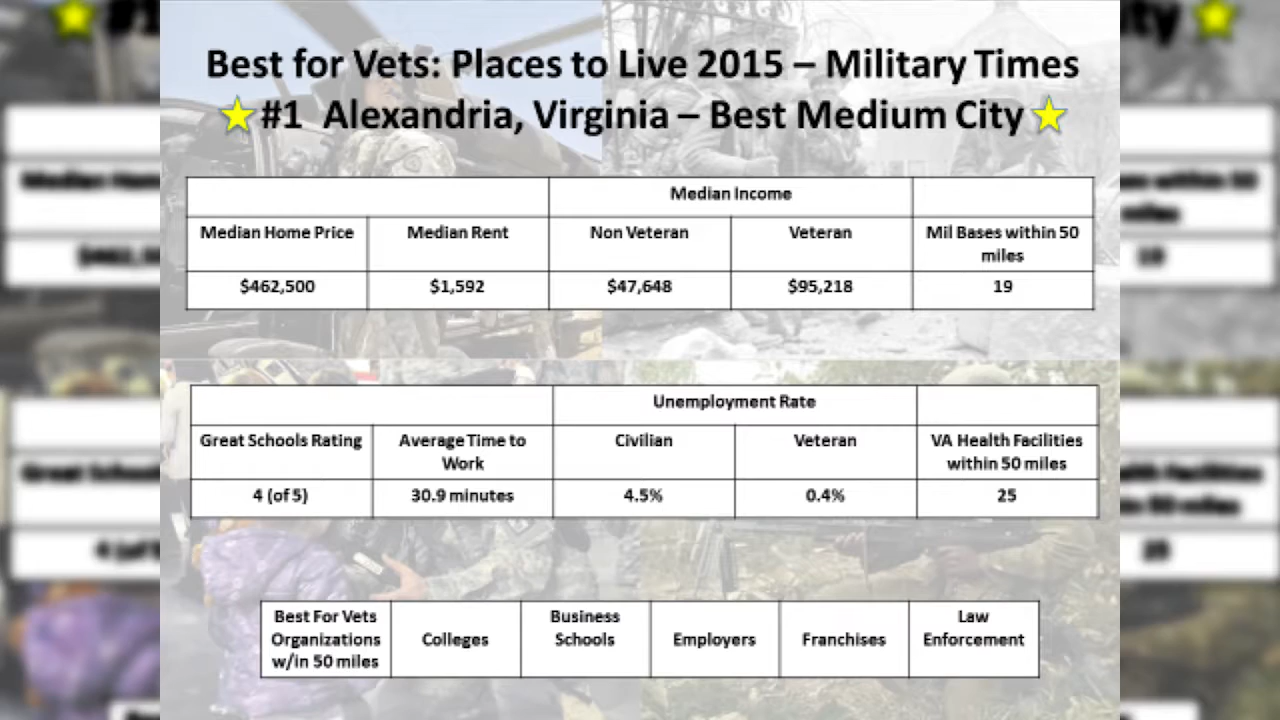 Best for Vets: Places to Live 2015 – Military Times
#1 Alexandria, Virginia – Best Medium City
Median Income
Median Home Price Median Rent Non Veteran Veteran Mil Bases within 50
miles
$462,500 $1,592 $47,648 $95,218 19
Unemployment Rate
Great Schools Rating Average Time to Civilian Veteran VA Health Facilities
Work within 50 miles
4 (of 5) 30.9 minutes 4.5% 0.4% 25
Best For Vets Business Law
Organizations Colleges Schools Employers Franchises Enforcement
w/in 50 miles